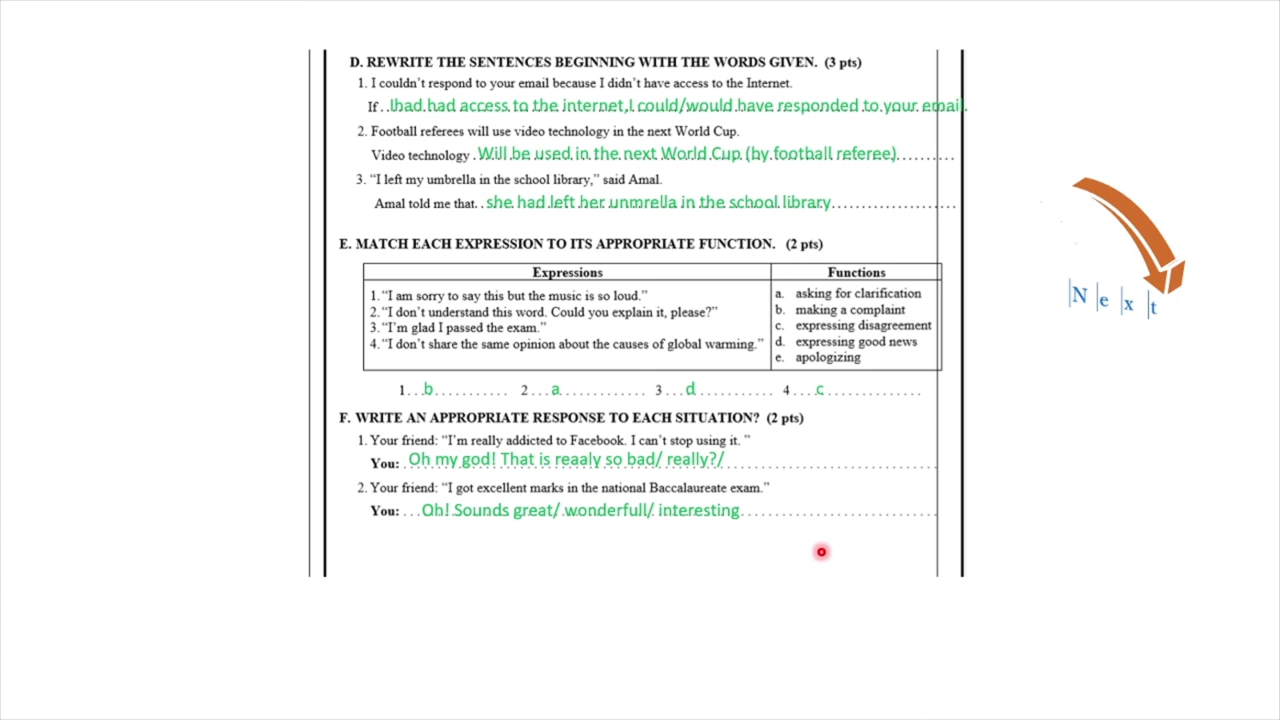 D. REWRITE THE SENTENCES BEGINNING WITH THE WORDS GIVEN. (3 pts)
1. I couldn't respond to your email because I didn't have access to the Internet.
If..Ihad had access to the internet,I could/would have responded to your email.
2. Football referees will use video technology in the next World Cup.
Video technology .Will be used in the next World Cup (by football referee)..........
3. "I left my umbrella in the school library," said Amal.
Amal told me that..she had left her unmrella in the school library......................
E. MATCH EACH EXPRESSION TO ITS APPROPRIATE FUNCTION. (2 pts)
Expressions Functions
1. "I am sorry to say this but the music is so loud." a. asking for clarification
2. "I don't understand this word. Could you explain it, please?" b. making a complaint
3. "I'm glad I passed the exam." c. expressing disagreement
4. "I don't share the same opinion about the causes of global warming." d. expressing good news
e. apologizing
1...b........... 2...a............ 3...d........... 4...c...............
F. WRITE AN APPROPRIATE RESPONSE TO EACH SITUATION? (2 pts)
1. Your friend: "I'm really addicted to Facebook. I can't stop using it. "
You: .Oh my god! That is reaaly so bad/ really?/...............................
2. Your friend: "I got excellent marks in the national Baccalaureate exam."
You: ...Oh! Sounds great/ wonderfull/ interesting..............................
Next